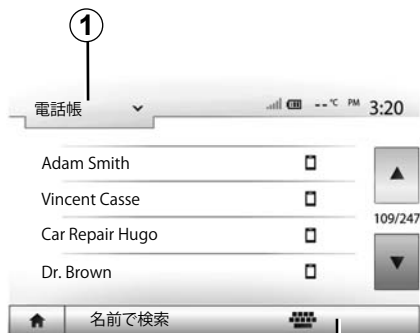 1
電話帳 --°C PM 3:20
Adam Smith
Vincent Casse
Car Repair Hugo
109/247
Dr. Brown
名前で検索